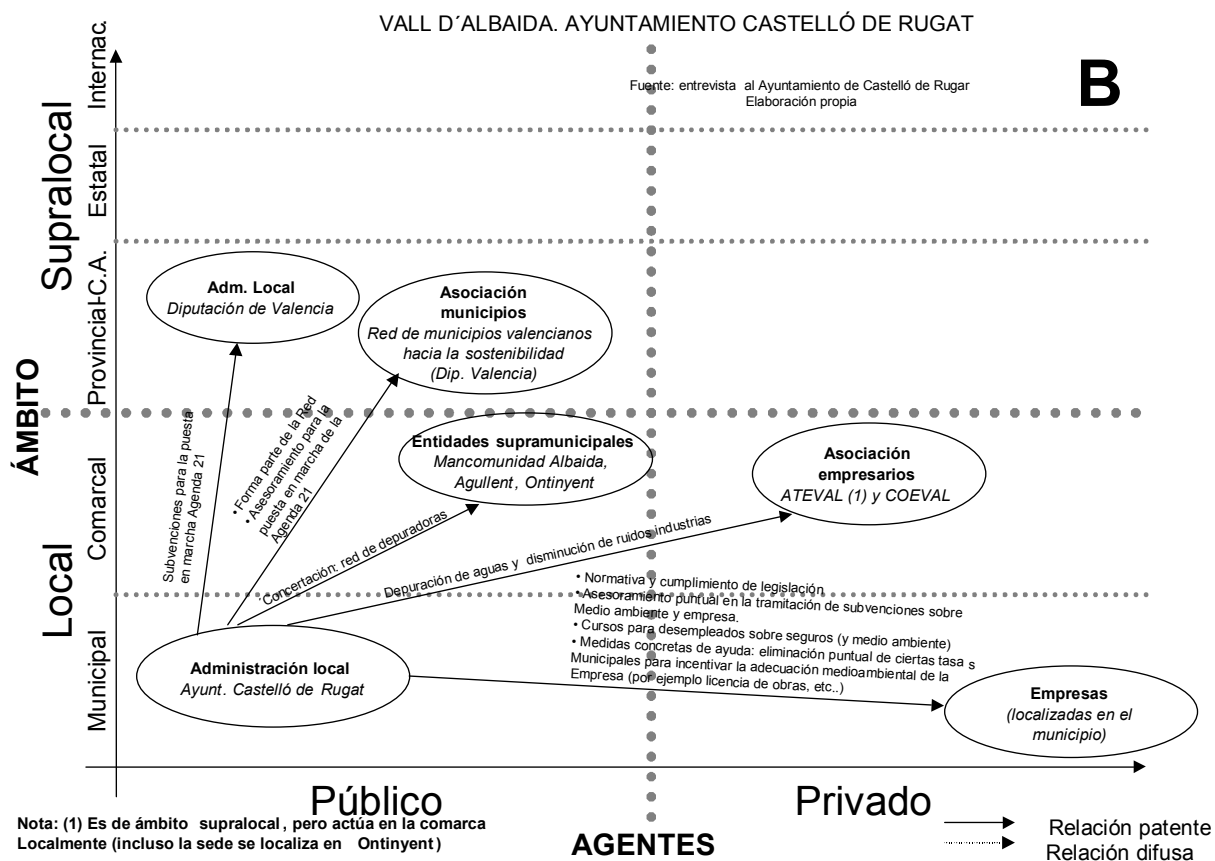 VALL D´ALBAIDA. AYUNTAMIENTO CASTELLÓ DE RUGAT
B
Fuente: entrevista al Ayuntamiento de Castelló de Rugar
Elaboración propia
ÁMBITO
Supralocal
Local
Internac.
Estatal
Provincial-C.A.
Comarcal
Municipal
Adm. Local
Diputación de Valencia
Asociación
municipios
Red de municipios valencianos
hacia la sostenibilidad
(Dip. Valencia)
Subvenciones para la puesta
en marcha Agenda 21
• Forma parte de la Red
• Asesoramiento para la
puesta en marcha de la
Agenda 21
Entidades supramunicipales
Mancomunidad Albaida,
Agullent, Ontinyent
Asociación
empresarios
ATEVAL (1) y COEVAL
Concertación: red de depuradoras
Depuración de aguas y disminución de ruidos industrias
• Normativa y cumplimiento de legislación
• Asesoramiento puntual en la tramitación de subvenciones sobre
Medio ambiente y empresa.
• Cursos para desempleados sobre seguros (y medio ambiente)
• Medidas concretas de ayuda: eliminación puntual de ciertas tasa s
Municipales para incentivar la adecuación medioambiental de la
Empresa (por ejemplo licencia de obras, etc..)
Administración local
Ayunt. Castelló de Rugat
Empresas
(localizadas en el
municipio)
Público
Privado
AGENTES
Nota: (1) Es de ámbito supralocal, pero actúa en la comarca
Localmente (incluso la sede se localiza en Ontinyent)
Relación patente
Relación difusa